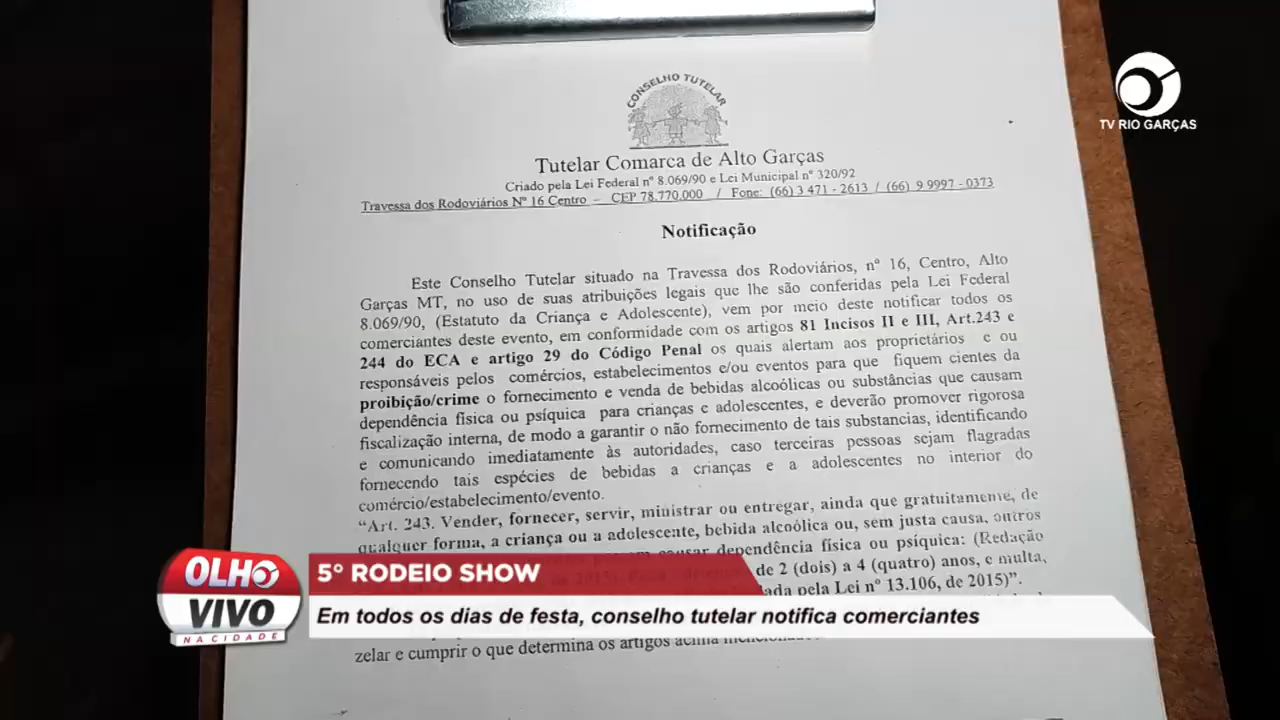 CONSELHO TUTELAR
TV RIO GARÇAS
Tutelar Comarca de Alto Garças
Criado pela Lei Federal nº 8.069/90 e Lei Municipal nº 320/92
Travessa dos Rodoviários Nº 16 Centro – CEP 78.770.000 / Fone: (66) 3 471 - 2613 / (66) 9 9997 - 0373
Notificação
Este Conselho Tutelar situado na Travessa dos Rodoviários, nº 16, Centro, Alto
Garças MT, no uso de suas atribuições legais que lhe são conferidas pela Lei Federal
8.069/90, (Estatuto da Criança e Adolescente), vem por meio deste notificar todos os
comerciantes deste evento, em conformidade com os artigos 81 Incisos II e III, Art.243 e
244 do ECA e artigo 29 do Código Penal os quais alertam aos proprietários e ou
responsáveis pelos comércios, estabelecimentos e/ou eventos para que fiquem cientes da
proibição/crime o fornecimento e venda de bebidas alcoólicas ou substâncias que causam
dependência física ou psíquica para crianças e adolescentes, e deverão promover rigorosa
fiscalização interna, de modo a garantir o não fornecimento de tais substancias, identificando
e comunicando imediatamente às autoridades, caso terceiras pessoas sejam flagradas
fornecendo tais espécies de bebidas a crianças e a adolescentes no interior do
comércio/estabelecimento/evento.
“Art. 243. Vender, fornecer, servir, ministrar ou entregar, ainda que gratuitamente, de
qualquer forma, a criança ou a adolescente, bebida alcoólica ou, sem justa causa, outros
causar dependência física ou psíquica: (Redação
de 2 (dois) a 4 (quatro) anos, e multa,
pela Lei nº 13.106, de 2015)”.
OLHO
VIVO
NA CIDADE
5º RODEIO SHOW
Em todos os dias de festa, conselho tutelar notifica comerciantes
zelar e cumprir o que determina os artigos acima